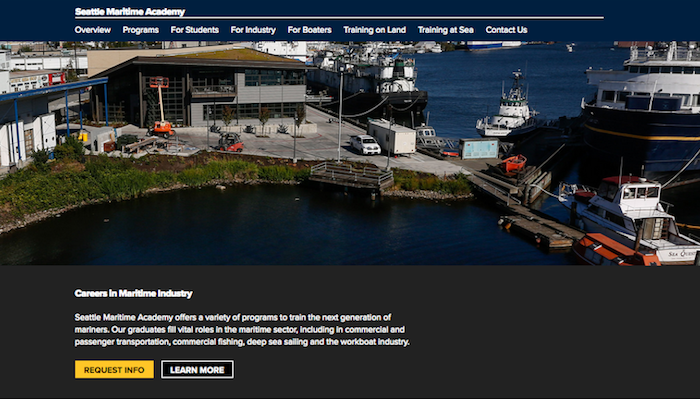 Seattle Maritime Academy
Overview Programs For Students For Industry For Boaters Training on Land Training at Sea Contact Us
SEA QUEST
Careers in Maritime Industry
Seattle Maritime Academy offers a variety of programs to train the next generation of
mariners. Our graduates fill vital roles in the maritime sector, including in commercial and
passenger transportation, commercial fishing, deep sea sailing and the workboat industry.
REQUEST INFO LEARN MORE